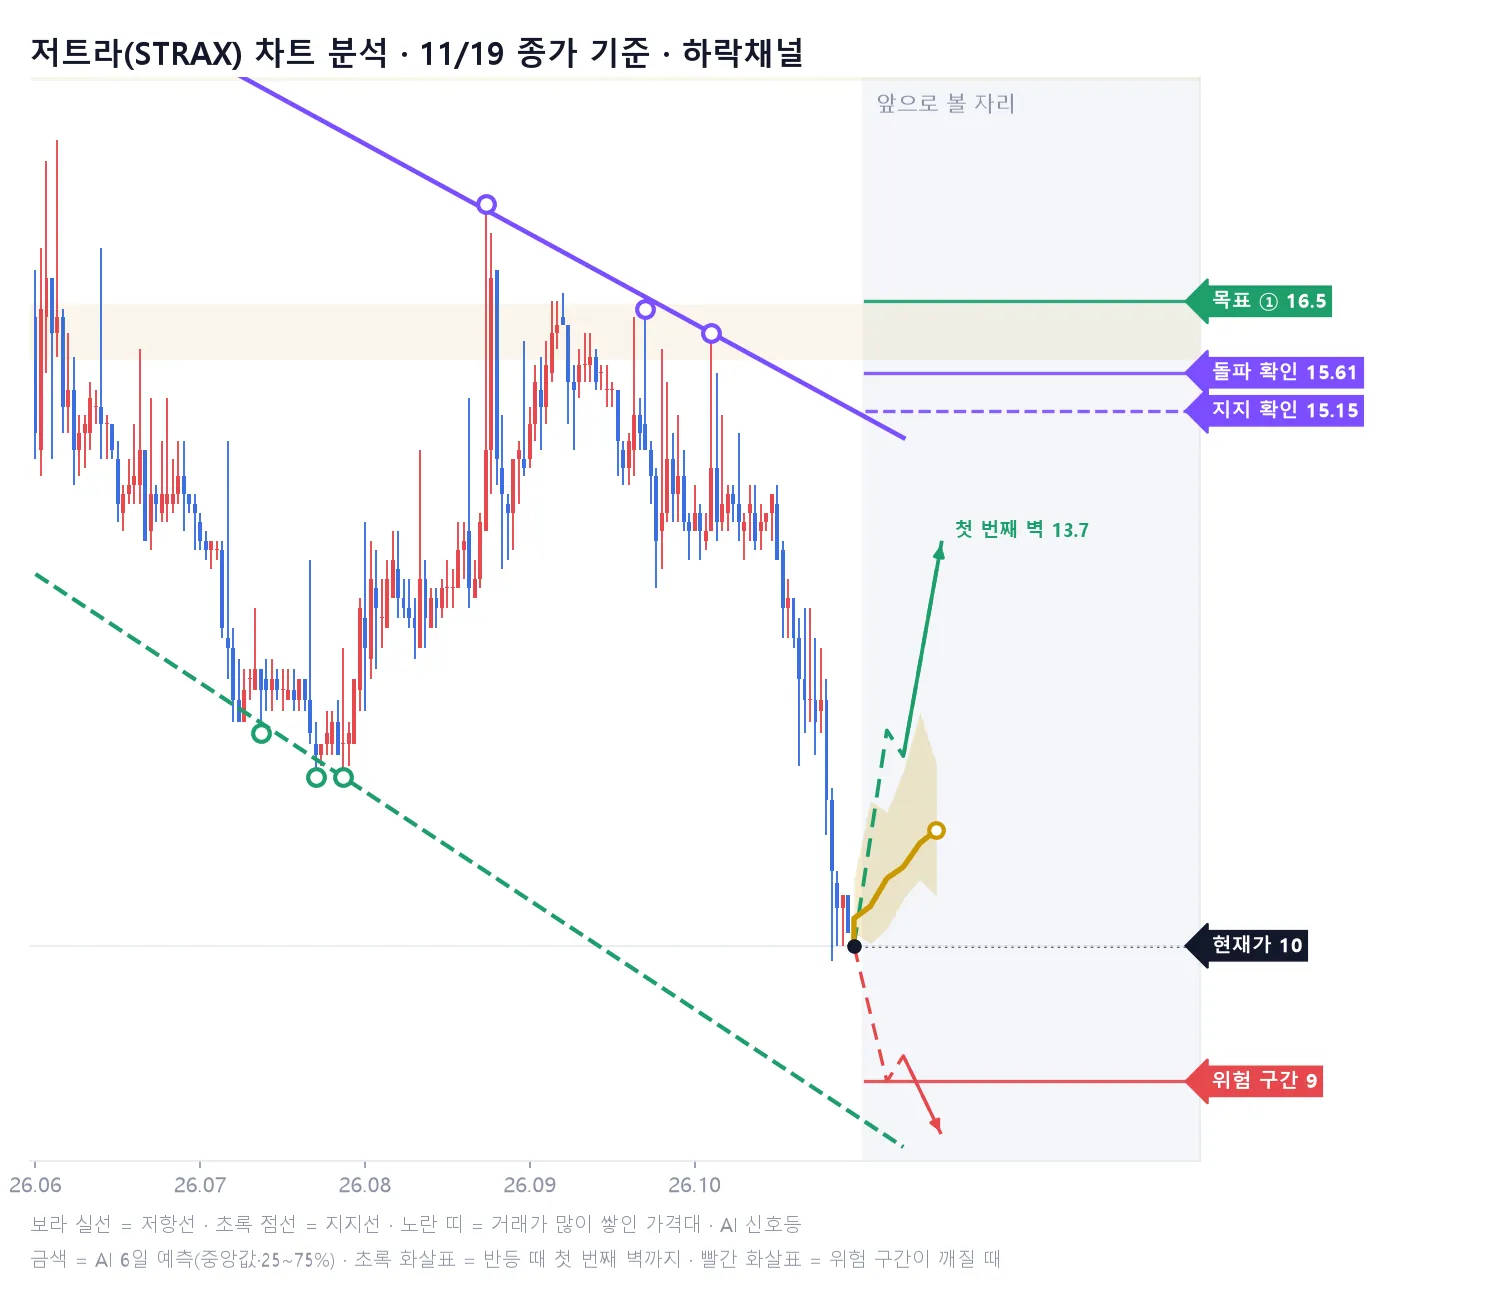 저트라(STRAX) 차트 분석 · 11/19 종가 기준 · 하락채널
앞으로 볼 자리
목표 ① 16.5
돌파 확인 15.61
지지 확인 15.15
첫 번째 벽 13.7
현재가 10
위험 구간 9
26.06 26.07 26.08 26.09 26.10
보라 실선 = 저항선 · 초록 점선 = 지지선 · 노란 띠 = 거래가 많이 쌓인 가격대 · AI 신호등
금색 = AI 6일 예측(중앙값·25~75%) · 초록 화살표 = 반등 때 첫 번째 벽까지 · 빨간 화살표 = 위험 구간이 깨질 때